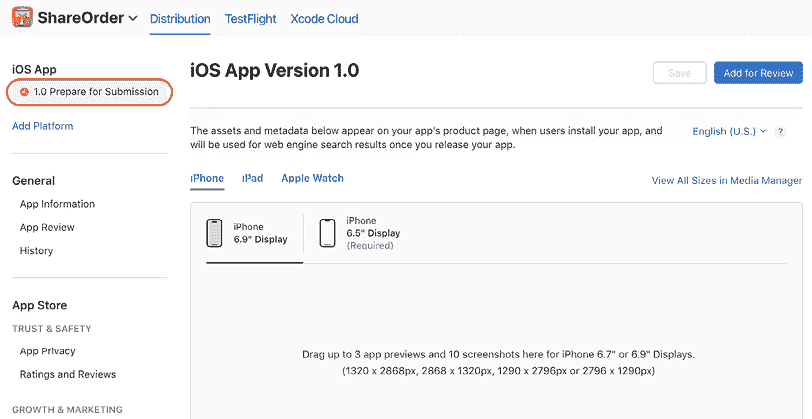 ShareOrder
Distribution
TestFlight
Xcode Cloud
iOS App
1.0 Prepare for Submission
Add Platform
General
App Information
App Review
History
App Store
TRUST & SAFETY
App Privacy
Ratings and Reviews
GROWTH & MARKETING
iOS App Version 1.0
Save
Add for Review
The assets and metadata below appear on your app's product page, when users install your app, and
will be used for web engine search results once you release your app.
English (U.S.)
?
iPhone
iPad
Apple Watch
View All Sizes in Media Manager
iPhone
6.9" Display
iPhone
6.5" Display
(Required)
Drag up to 3 app previews and 10 screenshots here for iPhone 6.7" or 6.9" Displays.
(1320 x 2868px, 2868 x 1320px, 1290 x 2796px or 2796 x 1290px)